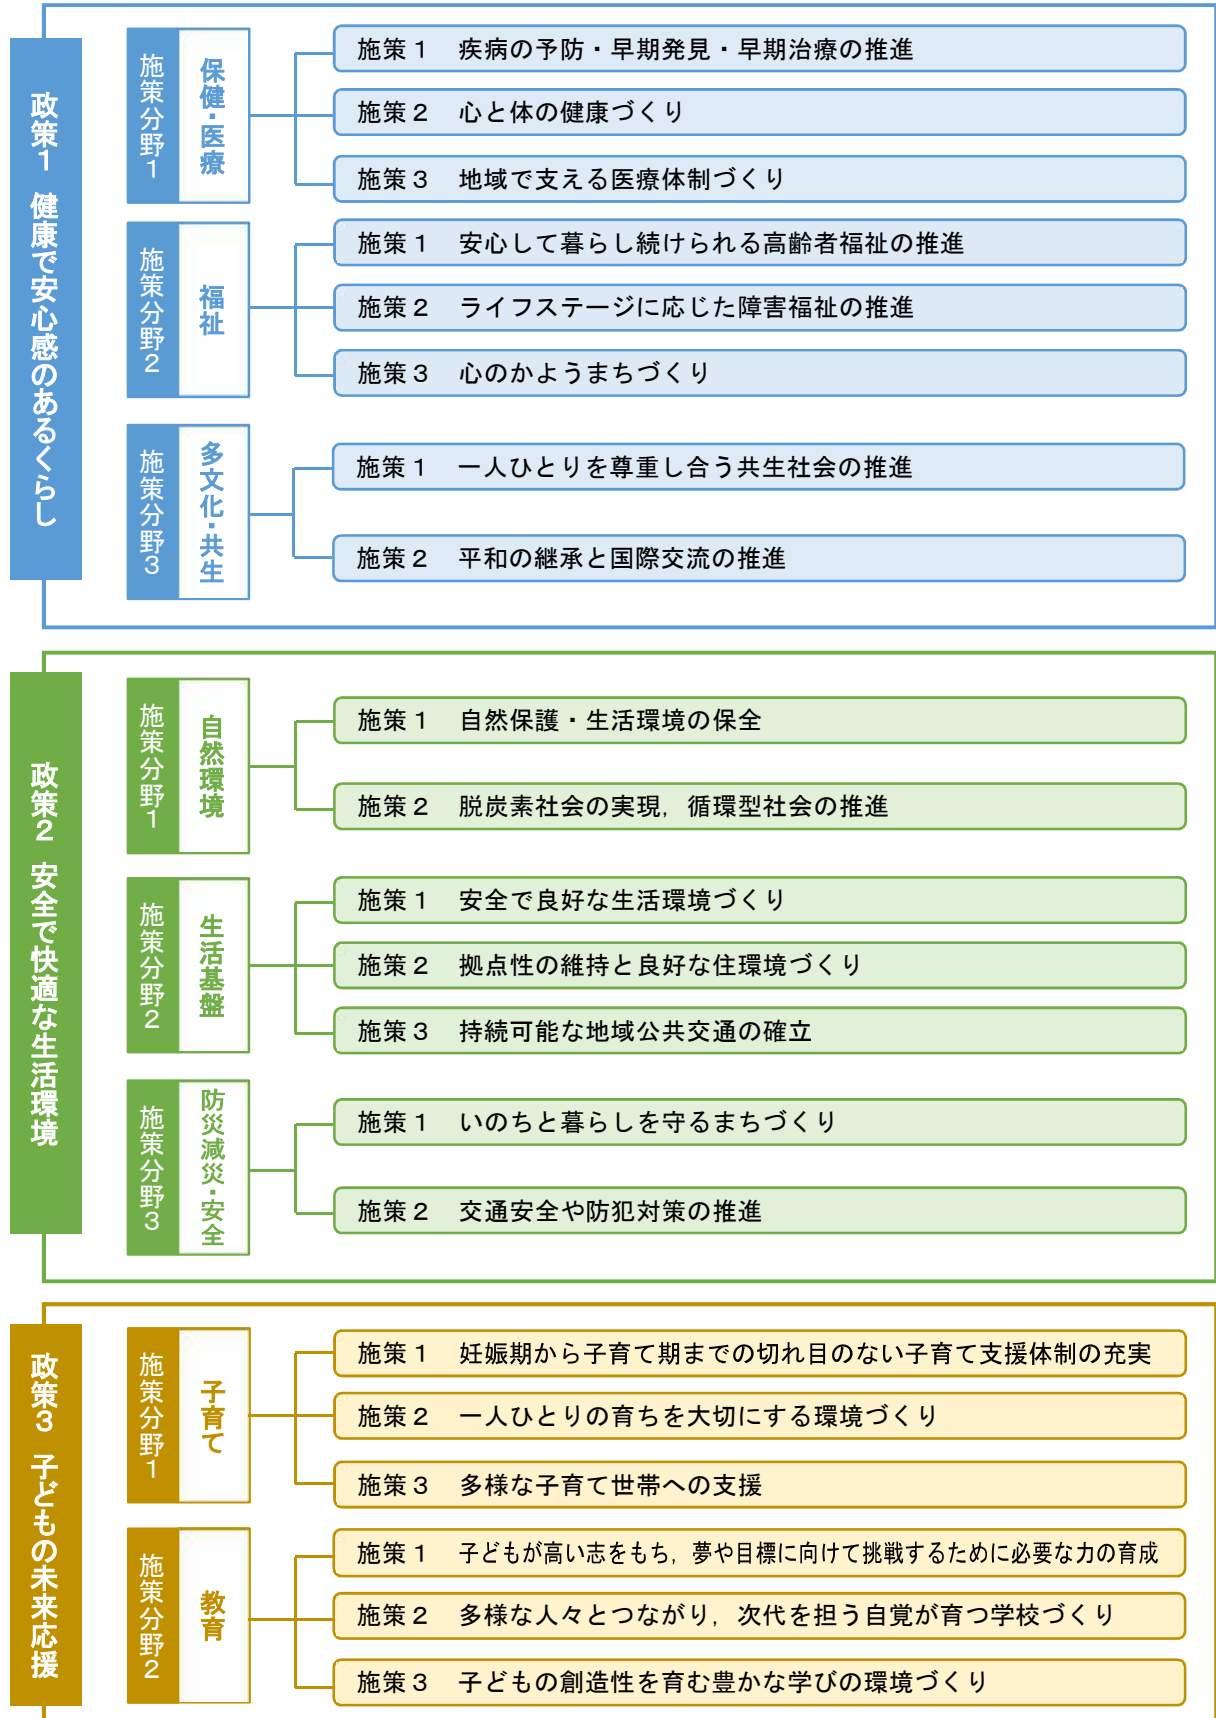 政策1 健康で安心感のあるくらし
施策分野1
保健・医療
施策1 疾病の予防・早期発見・早期治療の推進
施策2 心と体の健康づくり
施策3 地域で支える医療体制づくり
施策分野2
福祉
施策1 安心して暮らし続けられる高齢者福祉の推進
施策2 ライフステージに応じた障害福祉の推進
施策3 心のかようまちづくり
施策分野3
多文化・共生
施策1 一人ひとりを尊重し合う共生社会の推進
施策2 平和の継承と国際交流の推進
政策2 安全で快適な生活環境
施策分野1
自然環境
施策1 自然保護・生活環境の保全
施策2 脱炭素社会の実現,循環型社会の推進
施策分野2
生活基盤
施策1 安全で良好な生活環境づくり
施策2 拠点性の維持と良好な住環境づくり
施策3 持続可能な地域公共交通の確立
施策分野3
防災減災・安全
施策1 いのちと暮らしを守るまちづくり
施策2 交通安全や防犯対策の推進
政策3 子どもの未来応援
施策分野1
子育て
施策1 妊娠期から子育て期までの切れ目のない子育て支援体制の充実
施策2 一人ひとりの育ちを大切にする環境づくり
施策3 多様な子育て世帯への支援
施策分野2
教育
施策1 子どもが高い志をもち,夢や目標に向けて挑戦するために必要な力の育成
施策2 多様な人々とつながり,次代を担う自覚が育つ学校づくり
施策3 子どもの創造性を育む豊かな学びの環境づくり